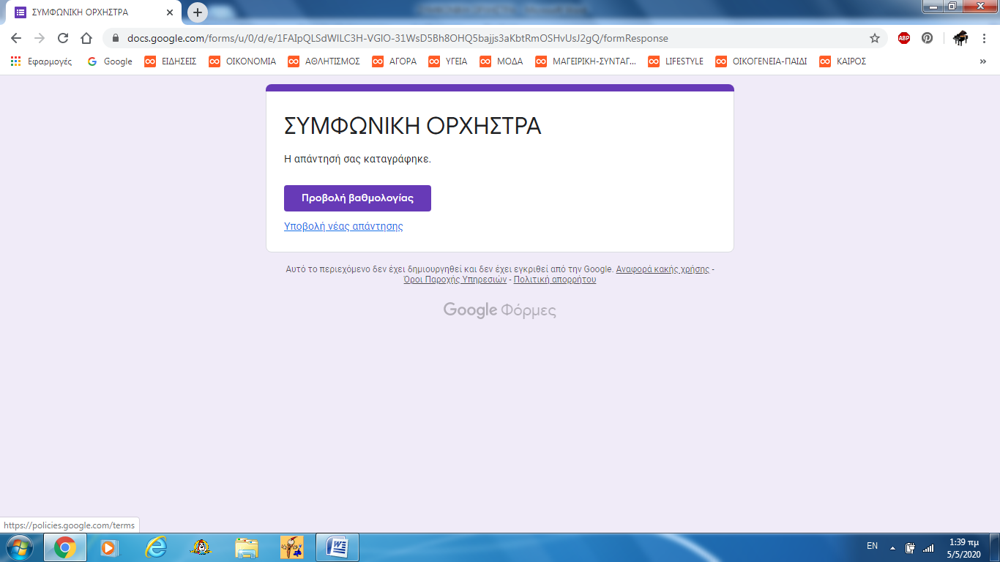 ΣΥΜΦΩΝΙΚΗ ΟΡΧΗΣΤΡΑ
docs.google.com/forms/u/0/d/e/1FAIpQLSdWILC3H-VGIO-31WsD5Bh8OHQ5bajjs3aKbtRmOSHvUsJ2gQ/formResponse
ABP
Εφαρμογές Google ΕΙΔΗΣΕΙΣ ΟΙΚΟΝΟΜΙΑ ΑΘΛΗΤΙΣΜΟΣ ΑΓΟΡΑ ΥΓΕΙΑ ΜΟΔΑ ΜΑΓΕΙΡΙΚΗ-ΣΥΝΤΑΓ... LIFESTYLE ΟΙΚΟΓΕΝΕΙΑ-ΠΑΙΔΙ ΚΑΙΡΟΣ »
ΣΥΜΦΩΝΙΚΗ ΟΡΧΗΣΤΡΑ
Η απάντησή σας καταγράφηκε.
Προβολή βαθμολογίας
Υποβολή νέας απάντησης
Αυτό το περιεχόμενο δεν έχει δημιουργηθεί και δεν έχει εγκριθεί από την Google. Αναφορά κακής χρήσης -
Όροι Παροχής Υπηρεσιών - Πολιτική απορρήτου
Google Φόρμες
https://policies.google.com/terms
EN
1:39 πμ
5/5/2020